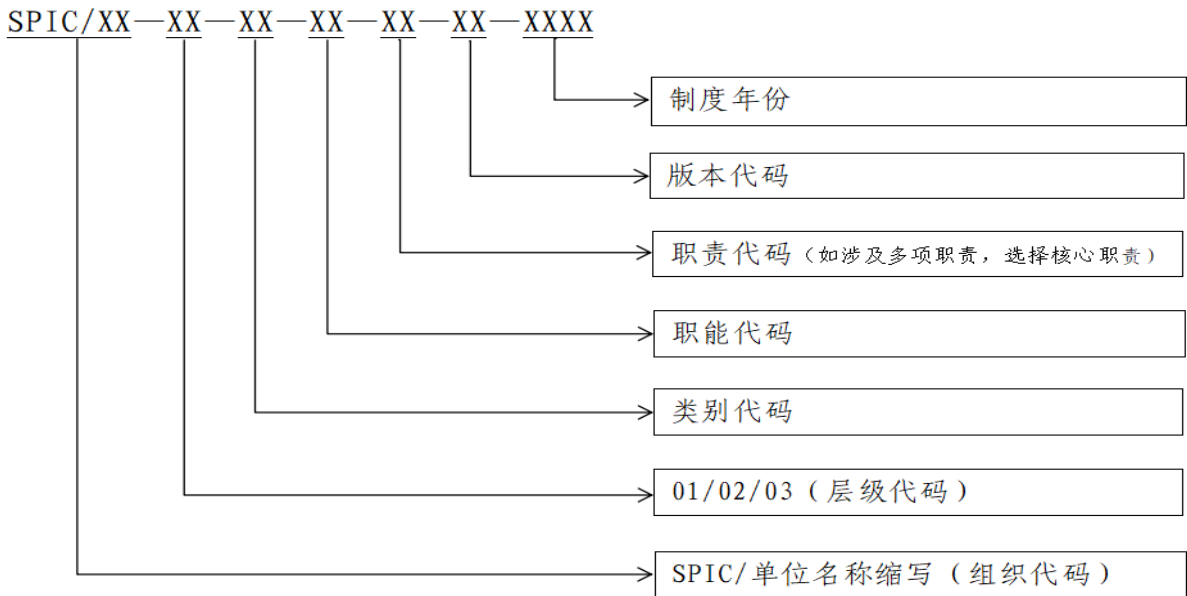 SPIC/XX—XX—XX—XX—XX—XX—XXXX
制度年份
版本代码
职责代码（如涉及多项职责，选择核心职责）
职能代码
类别代码
01/02/03（层级代码）
SPIC/单位名称缩写（组织代码）